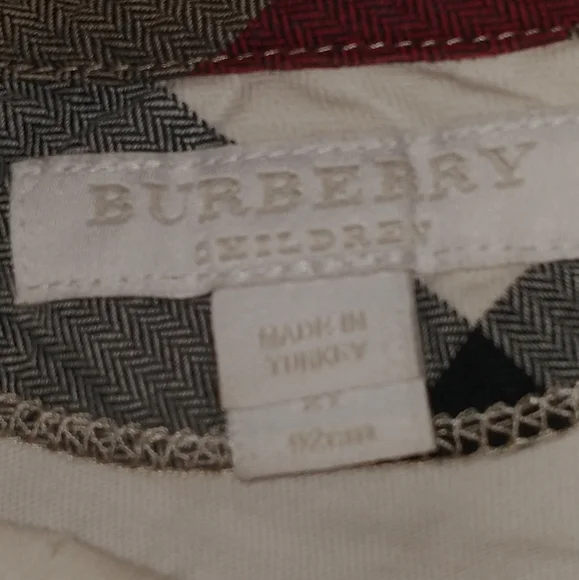 BURBERRY
CHILDREN
MADE IN
TURKEY
2Y
92cm